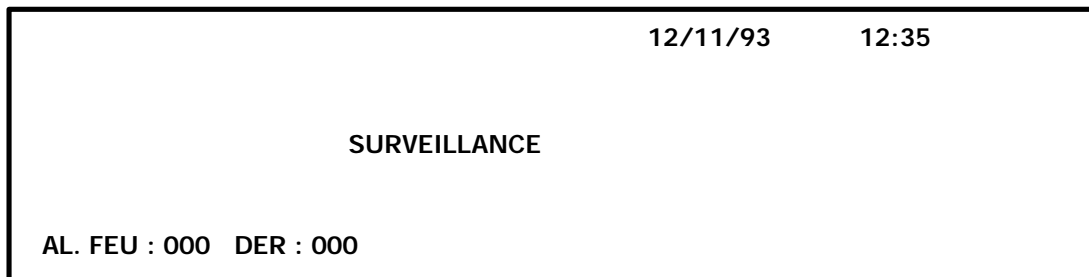 12/11/93 12:35
SURVEILLANCE
AL. FEU : 000 DER : 000